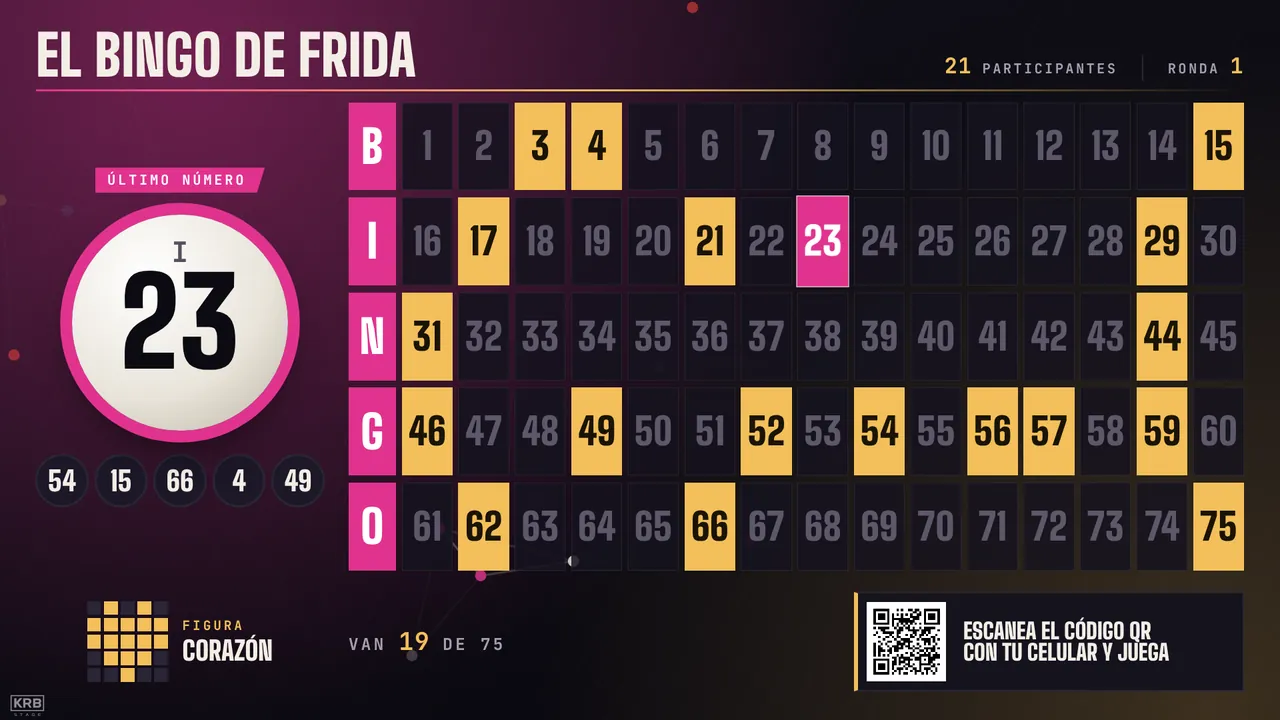 EL BINGO DE FRIDA
21 PARTICIPANTES
RONDA 1
ÚLTIMO NÚMERO
I
23
54 15 66 4 49
B 1 2 3 4 5 6 7 8 9 10 11 12 13 14 15
I 16 17 18 19 20 21 22 23 24 25 26 27 28 29 30
N 31 32 33 34 35 36 37 38 39 40 41 42 43 44 45
G 46 47 48 49 50 51 52 53 54 55 56 57 58 59 60
O 61 62 63 64 65 66 67 68 69 70 71 72 73 74 75
FIGURA
CORAZÓN
VAN 19 DE 75
ESCANEA EL CÓDIGO QR
CON TU CELULAR Y JUEGA
KRB
STAGE